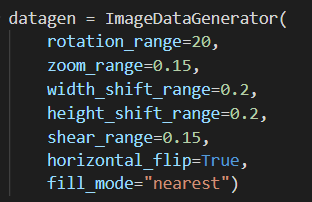 datagen = ImageDataGenerator(
    rotation_range=20,
    zoom_range=0.15,
    width_shift_range=0.2,
    height_shift_range=0.2,
    shear_range=0.15,
    horizontal_flip=True,
    fill_mode="nearest")